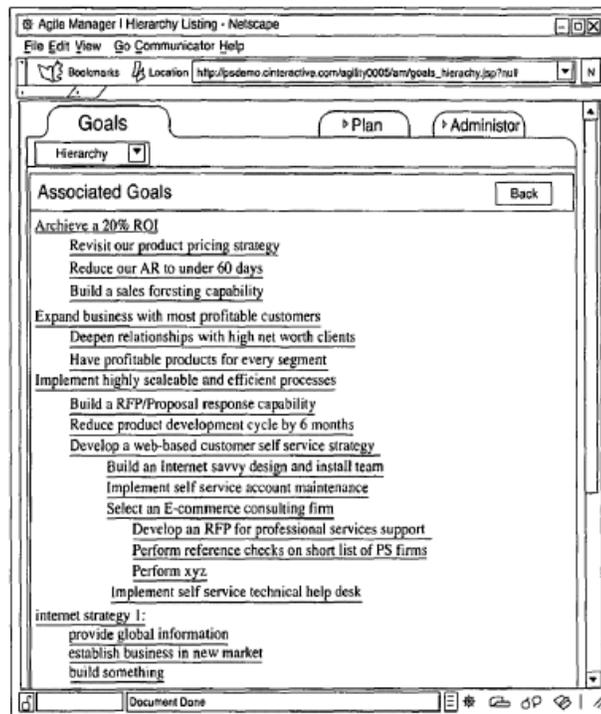 Agile Manager I Hierarchy Listing - Netscape
File Edit View Go Communicator Help
Bookmarks Location http://psdemo.cinteractive.com/agility0005/am/goals_hierachy.jsp?null N
Goals Plan Administor
Hierarchy
Associated Goals Back
Archieve a 20% ROI
Revisit our product pricing strategy
Reduce our AR to under 60 days
Build a sales foresting capability
Expand business with most profitable customers
Deepen relationships with high net worth clients
Have profitable products for every segment
Implement highly scaleable and efficient processes
Build a RFP/Proposal response capability
Reduce product development cycle by 6 months
Develop a web-based customer self service strategy
Build an Internet savvy design and install team
Implement self service account maintenance
Select an E-commerce consulting firm
Develop an RFP for professional services support
Perform reference checks on short list of PS firms
Perform xyz
Implement self service technical help desk
internet strategy 1:
provide global information
establish business in new market
build something
Document Done